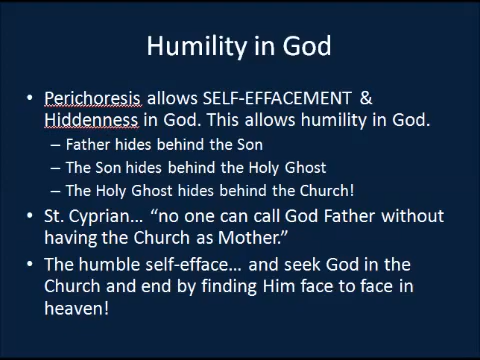 Humility in God
• Perichoresis allows SELF-EFFACEMENT &
Hiddenness in God. This allows humility in God.
– Father hides behind the Son
– The Son hides behind the Holy Ghost
– The Holy Ghost hides behind the Church!
• St. Cyprian… “no one can call God Father without
having the Church as Mother.”
• The humble self-efface… and seek God in the
Church and end by finding Him face to face in
heaven!